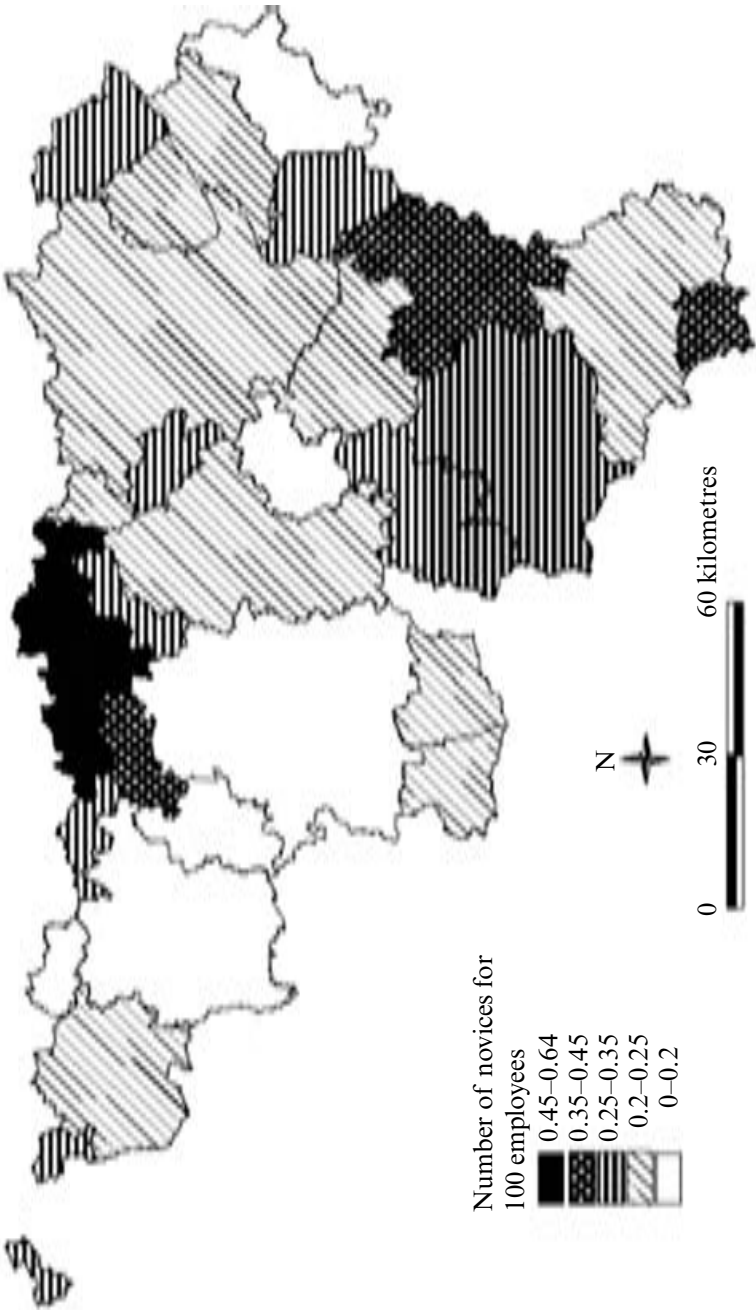 Number of novices for
100 employees
0.45–0.64
0.35–0.45
0.25–0.35
0.2–0.25
0–0.2
N
0 30 60 kilometres